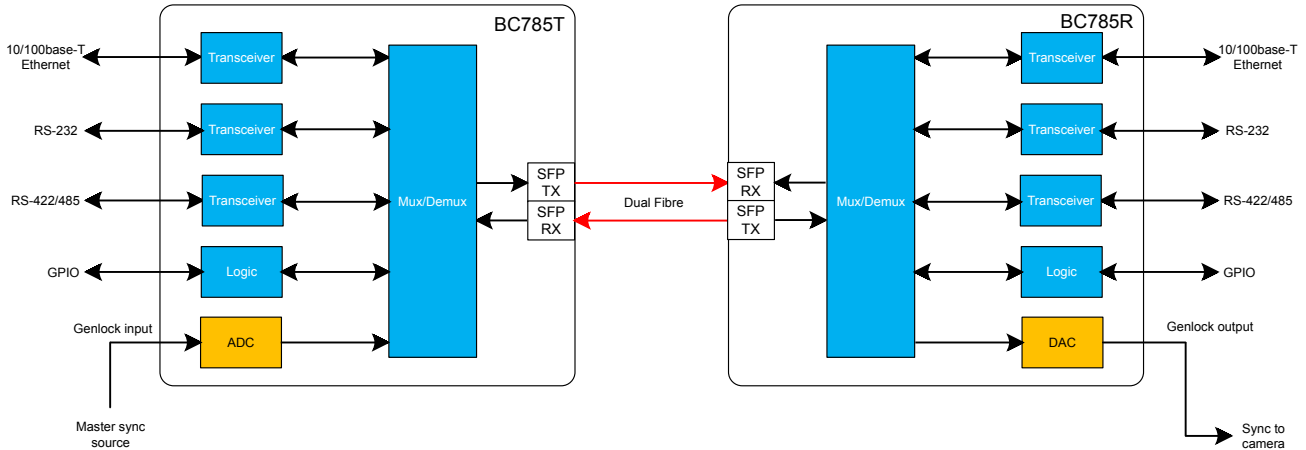 BC785T
BC785R
10/100base-T
Ethernet
Transceiver
Transceiver
10/100base-T
Ethernet
RS-232
Transceiver
Transceiver
RS-232
SFP
TX
SFP
RX
RS-422/485
Transceiver
Mux/Demux
Dual Fibre
Mux/Demux
Transceiver
RS-422/485
SFP
RX
SFP
TX
GPIO
Logic
Logic
GPIO
Genlock input
Genlock output
ADC
DAC
Master sync
source
Sync to
camera